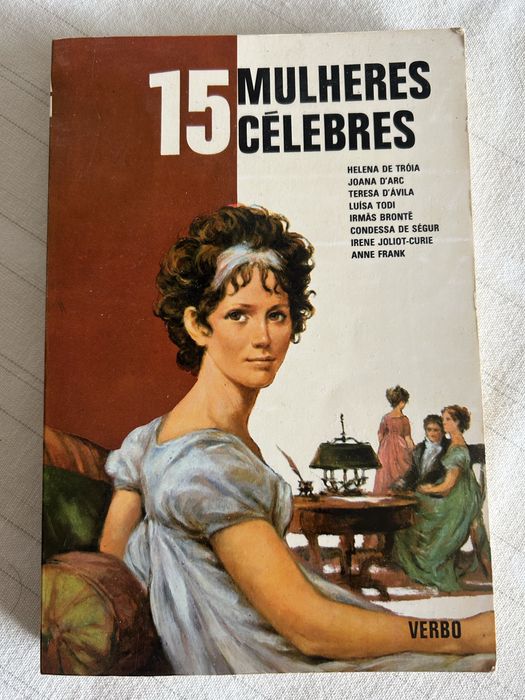 15 MULHERES
CÉLEBRES
HELENA DE TRÓIA
JOANA D'ARC
TERESA D'ÁVILA
LUÍSA TODI
IRMÃS BRONTË
CONDESSA DE SÉGUR
IRENE JOLIOT-CURIE
ANNE FRANK
VERBO